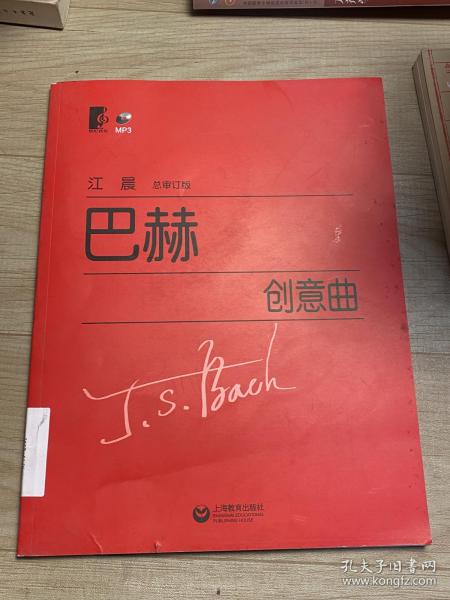 MP3
江 晨 总审订版
巴赫
创意曲
J.S.Bach
上海教育出版社
SHANGHAI EDUCATIONAL
PUBLISHING HOUSE
孔夫子旧书网
www.kongfz.com